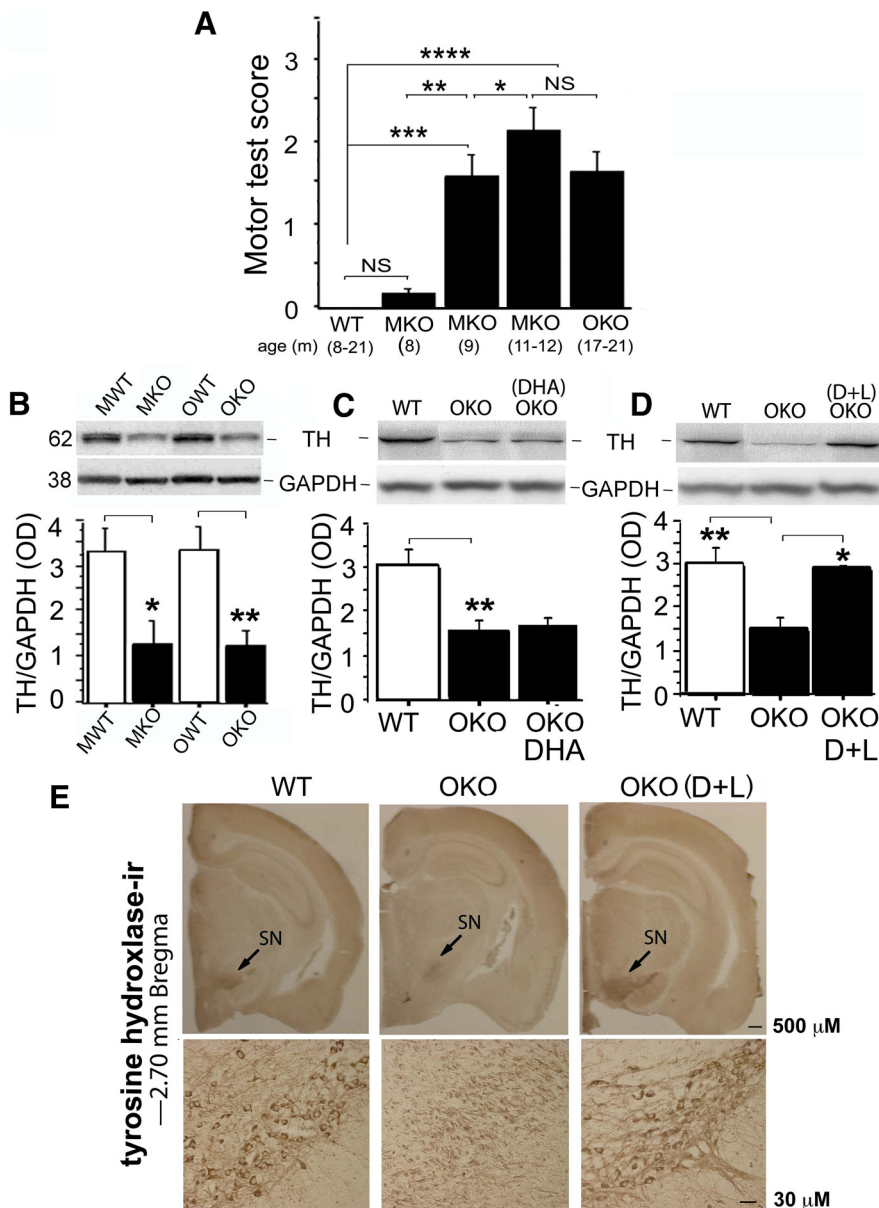 A
Motor test score
3
2
1
0
****
** * NS
***
NS
WT MKO MKO MKO OKO
age (m) (8-21) (8) (9) (11-12) (17-21)
B
MWT MKO OWT OKO
62
38
TH
GAPDH
TH/GAPDH (OD)
4
3
2
1
0
* **
MWT MKO OWT OKO
C
WT OKO (DHA) OKO
TH/GAPDH (OD)
4
3
2
1
0
**
WT OKO OKO
DHA
D
WT OKO (D+L) OKO
TH
GAPDH
TH/GAPDH (OD)
4
3
2
1
0
** *
WT OKO OKO
D+L
E
WT OKO OKO (D+L)
tyrosine hydroxlase-ir
—2.70 mm Bregma
SN SN SN
500 μM
30 μM